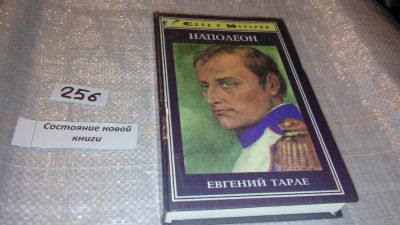 След в Истории
НАПОЛЕОН
ЕВГЕНИЙ ТАРЛЕ
256
Состояние новой
книги